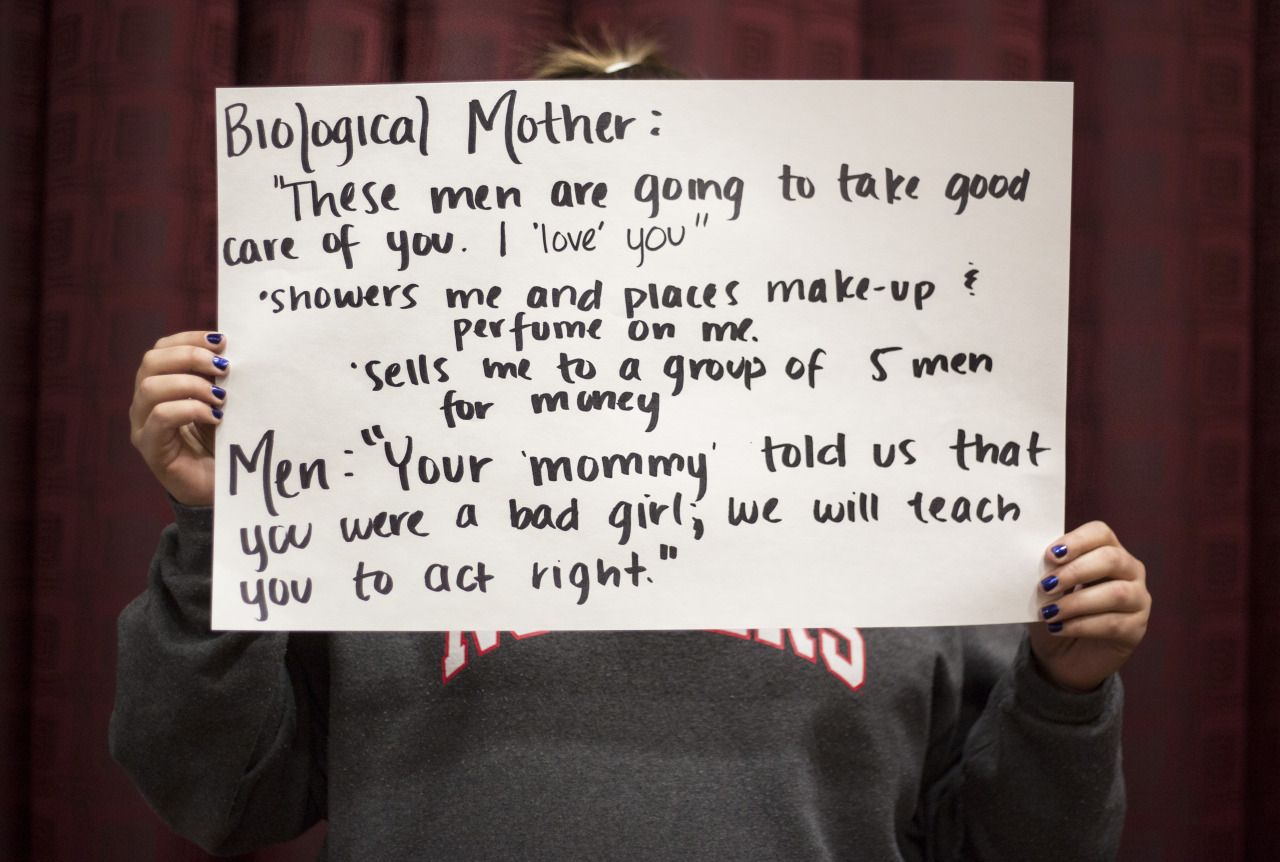 Biological Mother:
"These men are going to take good
care of you. I 'love' you"
•showers me and places make-up &
perfume on me.
•sells me to a group of 5 men
for money
Men: "Your 'mommy' told us that
you were a bad girl; we will teach
you to act right."